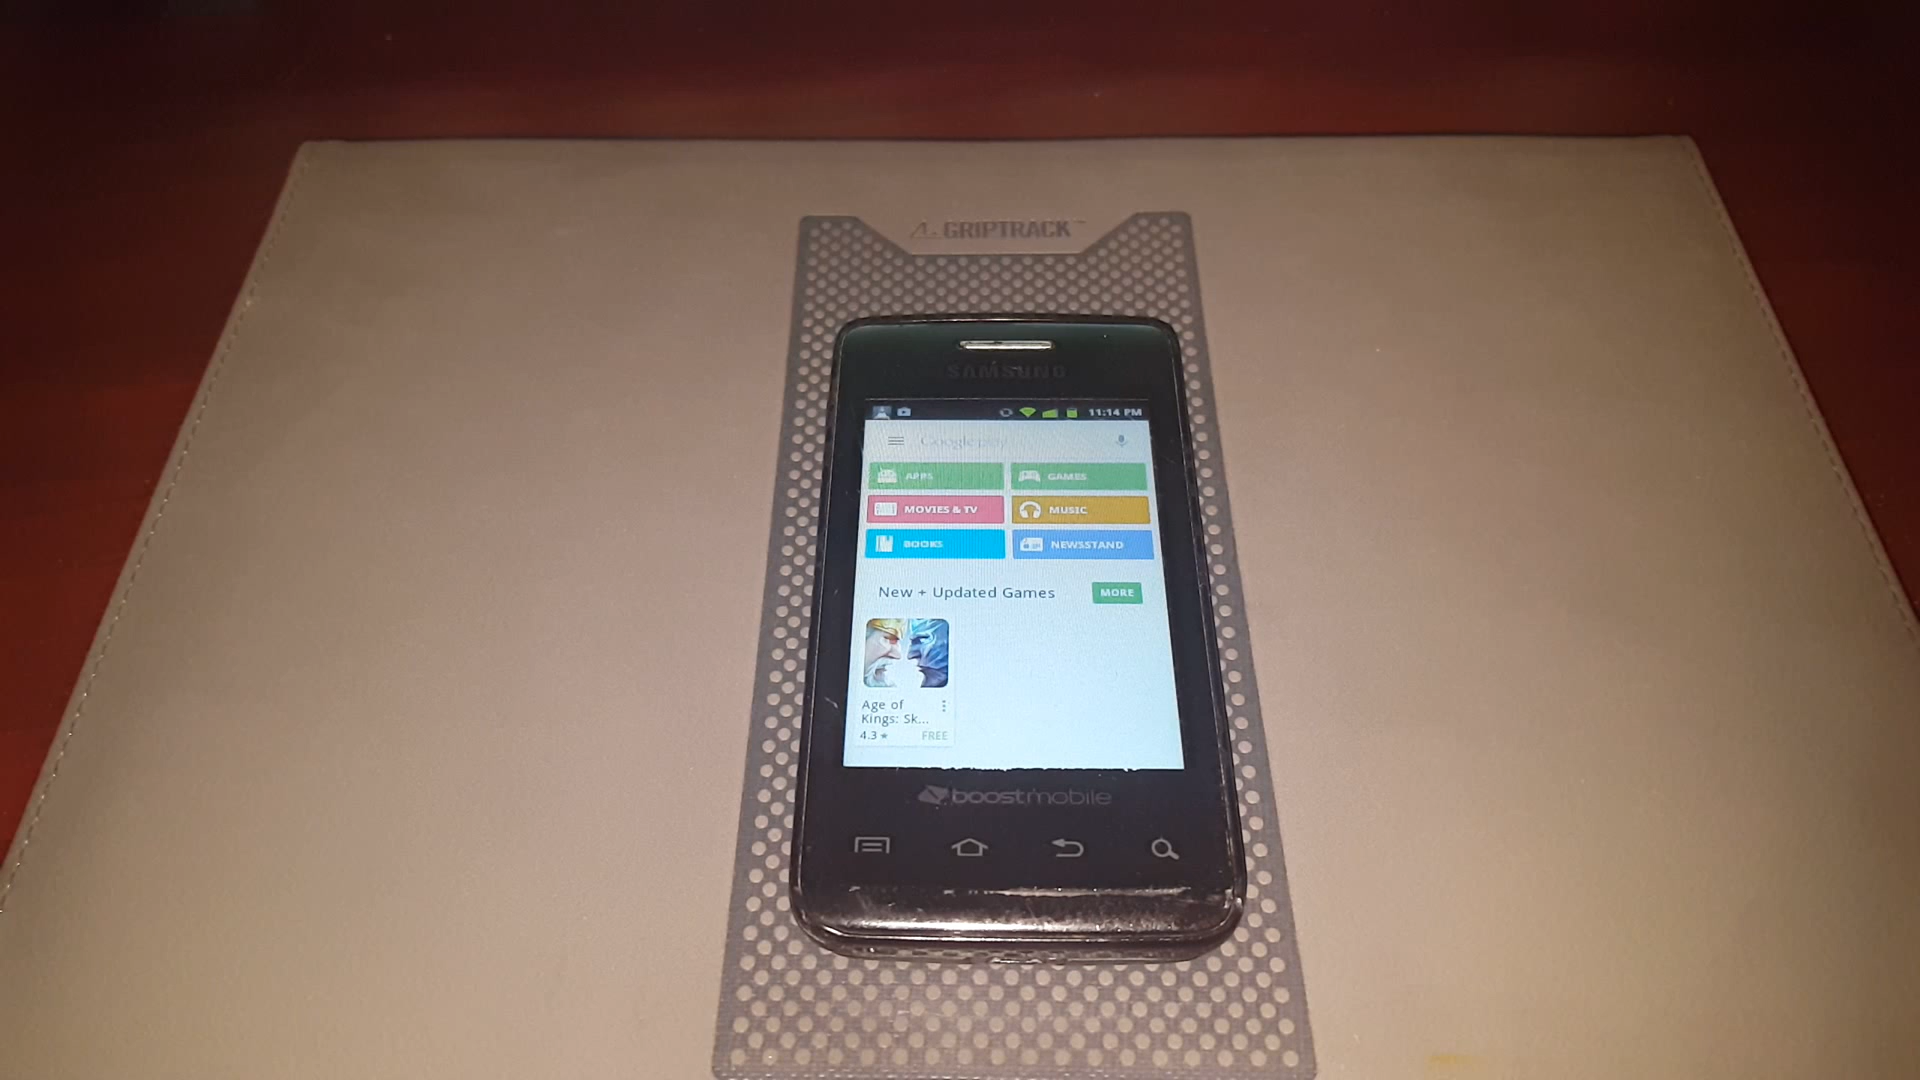 GRIPTRACK™
SAMSUNG
11:14 PM
Google play
APPS
GAMES
MOVIES & TV
MUSIC
BOOKS
NEWSSTAND
New + Updated Games
MORE
Age of
Kings: Sk...
4.3★ FREE
boostmobile